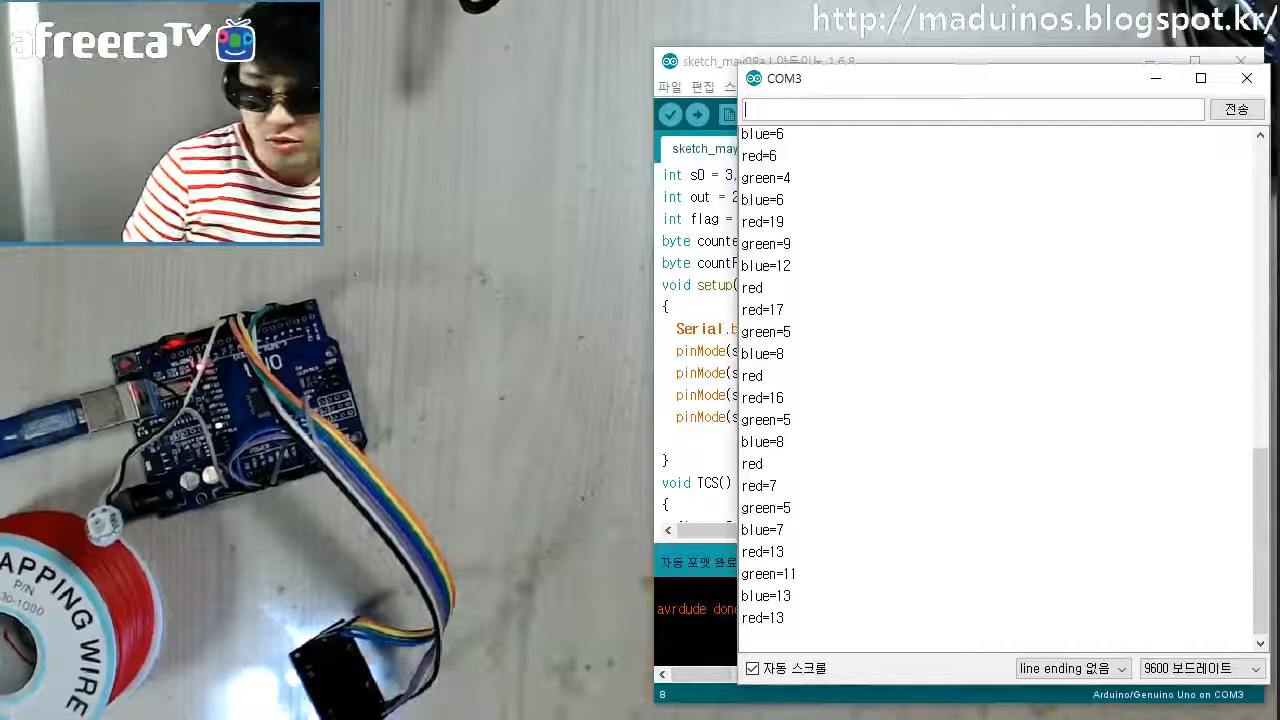 afreecaTV
http://maduinos.blogspot.kr/
sketch_may08a | 아두이노 1.6.8
파일 편집 스
COM3
전송
sketch_may
int s0 = 3,
int out = 2
int flag =
byte counte
byte count
void setup(
{
Serial.b
pinMode(s
pinMode(s
pinMode(s
pinMode(s
}
void TCS()
{
자동 포맷 완료
avrdude done
blue=6
red=6
green=4
blue=6
red=19
green=9
blue=12
red
red=17
green=5
blue=8
red
red=16
green=5
blue=8
red
red=7
green=5
blue=7
red=13
green=11
blue=13
red=13
자동 스크롤
line ending 없음
9600 보드레이트
8
Arduino/Genuino Uno on COM3
APPING WIRE
P/N
30-1000